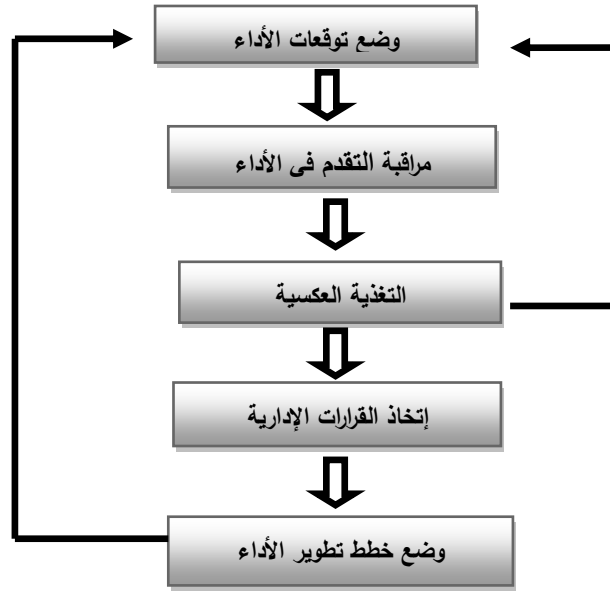 وضع توقعات الأداء
مراقبة التقدم فى الأداء
التغذية العكسية
إتخاذ القرارات الإدارية
وضع خطط تطوير الأداء